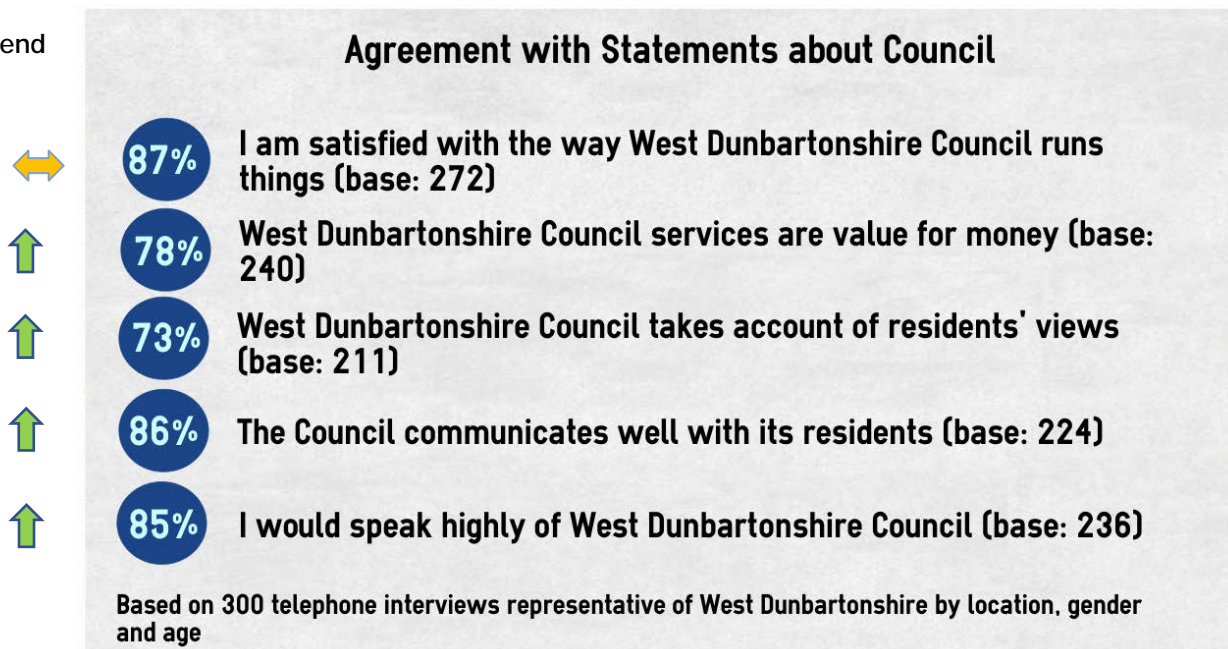 end
Agreement with Statements about Council
87%
I am satisfied with the way West Dunbartonshire Council runs
things (base: 272)
78%
West Dunbartonshire Council services are value for money (base:
240)
73%
West Dunbartonshire Council takes account of residents' views
(base: 211)
86%
The Council communicates well with its residents (base: 224)
85%
I would speak highly of West Dunbartonshire Council (base: 236)
Based on 300 telephone interviews representative of West Dunbartonshire by location, gender
and age